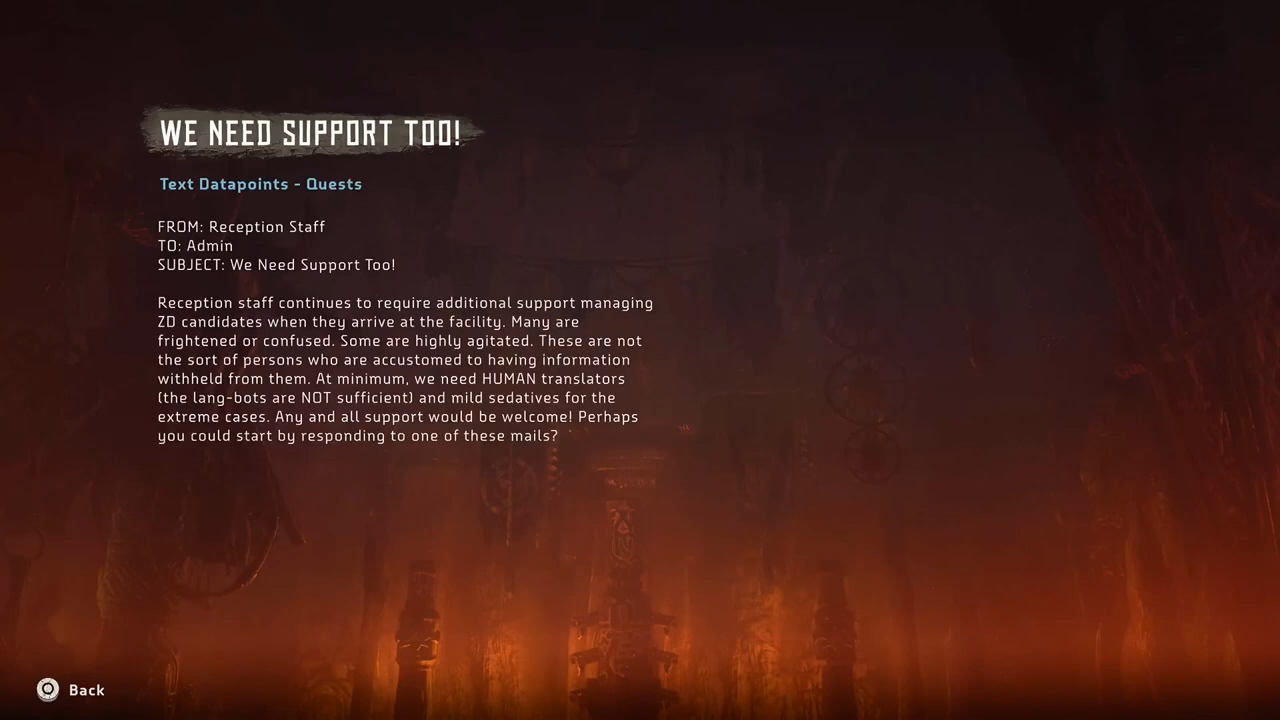 WE NEED SUPPORT TOO!
Text Datapoints - Quests
FROM: Reception Staff
TO: Admin
SUBJECT: We Need Support Too!
Reception staff continues to require additional support managing
ZD candidates when they arrive at the facility. Many are
frightened or confused. Some are highly agitated. These are not
the sort of persons who are accustomed to having information
withheld from them. At minimum, we need HUMAN translators
(the lang-bots are NOT sufficient) and mild sedatives for the
extreme cases. Any and all support would be welcome! Perhaps
you could start by responding to one of these mails?
Back